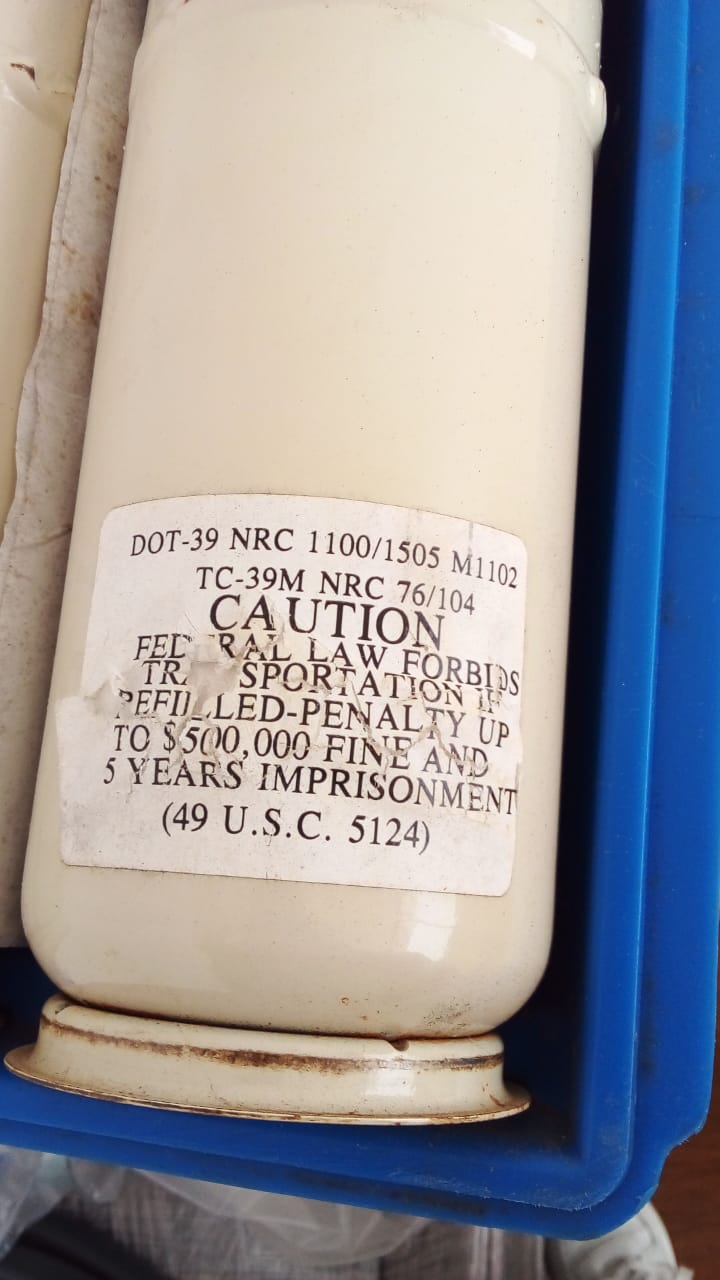 DOT-39 NRC 1100/1505 M1102
TC-39M NRC 76/104
CAUTION
FEDERAL LAW FORBIDS
TRANSPORTATION IF
REFILLED-PENALTY UP
TO $500,000 FINE AND
5 YEARS IMPRISONMENT
(49 U.S.C. 5124)